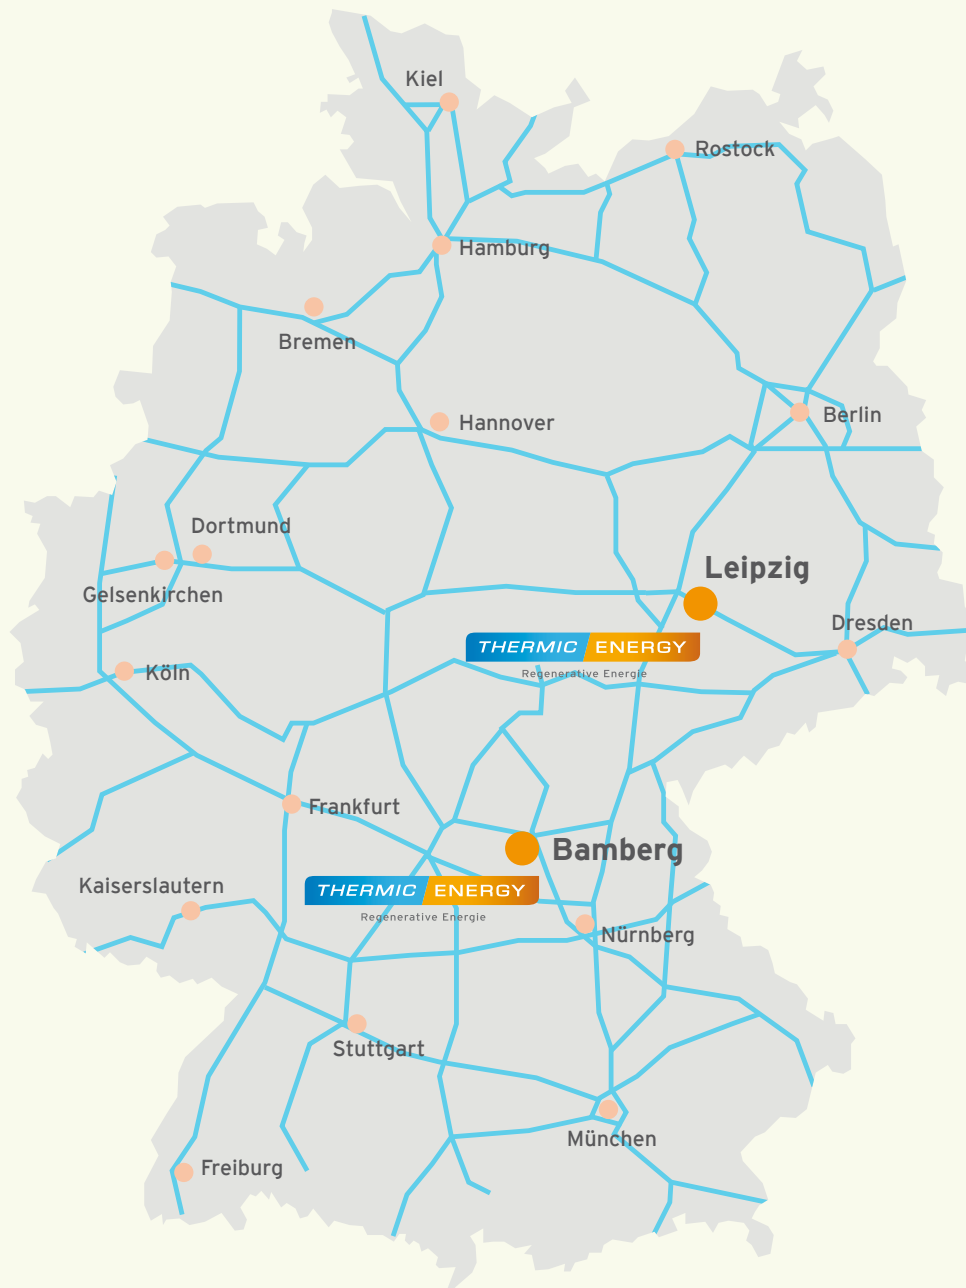 Kiel
Rostock
Hamburg
Bremen
Hannover
Berlin
Dortmund
Leipzig
Gelsenkirchen
Dresden
THERMIC ENERGY
Regenerative Energie
Köln
Frankfurt
Bamberg
Kaiserslautern
THERMIC ENERGY
Regenerative Energie
Nürnberg
Stuttgart
München
Freiburg